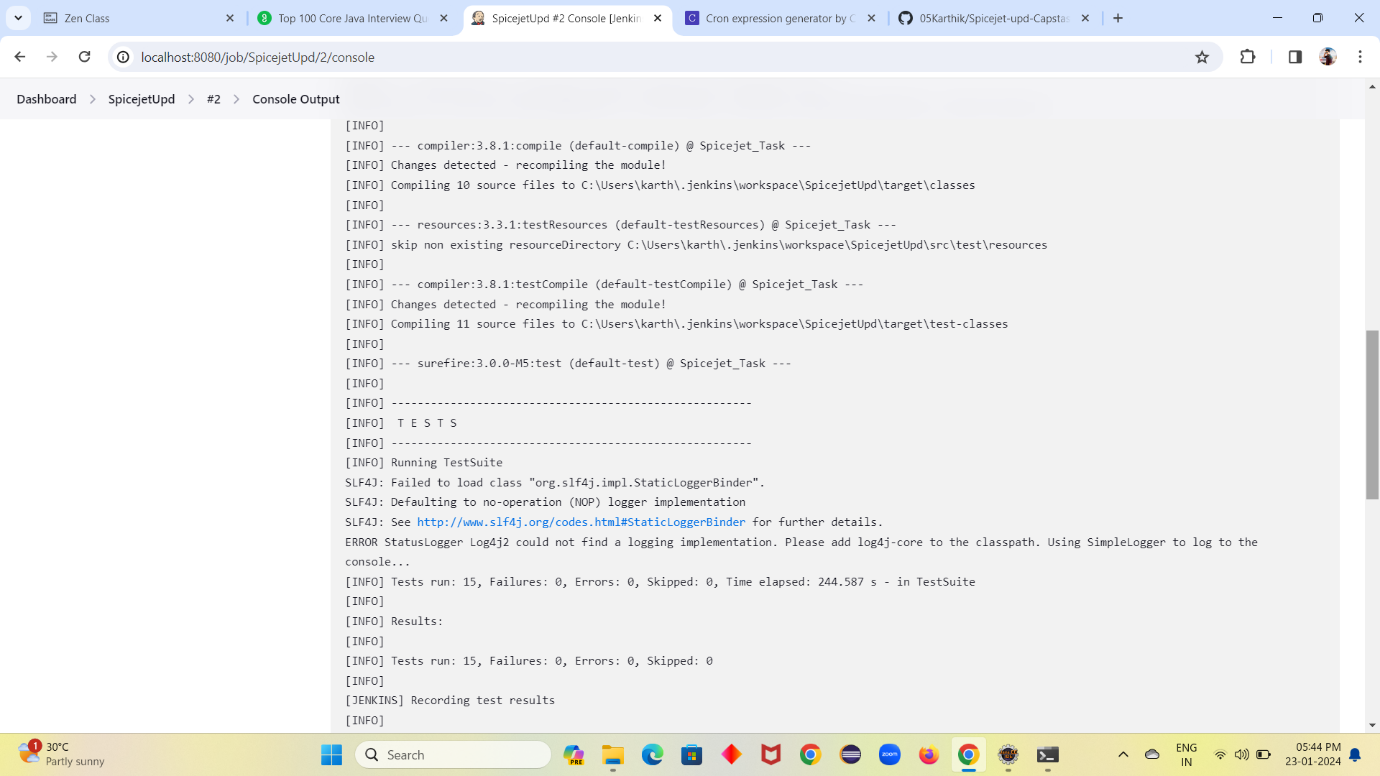 Zen Class
Top 100 Core Java Interview Qu
SpicejetUpd #2 Console [Jenkin
Cron expression generator by C
05Karthik/Spicejet-upd-Capstas
localhost:8080/job/SpicejetUpd/2/console
Dashboard
SpicejetUpd
#2
Console Output
[INFO]
[INFO] --- compiler:3.8.1:compile (default-compile) @ Spicejet_Task ---
[INFO] Changes detected - recompiling the module!
[INFO] Compiling 10 source files to C:\Users\karth\.jenkins\workspace\SpicejetUpd\target\classes
[INFO]
[INFO] --- resources:3.3.1:testResources (default-testResources) @ Spicejet_Task ---
[INFO] skip non existing resourceDirectory C:\Users\karth\.jenkins\workspace\SpicejetUpd\src\test\resources
[INFO]
[INFO] --- compiler:3.8.1:testCompile (default-testCompile) @ Spicejet_Task ---
[INFO] Changes detected - recompiling the module!
[INFO] Compiling 11 source files to C:\Users\karth\.jenkins\workspace\SpicejetUpd\target\test-classes
[INFO]
[INFO] --- surefire:3.0.0-M5:test (default-test) @ Spicejet_Task ---
[INFO]
[INFO] -------------------------------------------------------
[INFO]  T E S T S
[INFO] -------------------------------------------------------
[INFO] Running TestSuite
SLF4J: Failed to load class "org.slf4j.impl.StaticLoggerBinder".
SLF4J: Defaulting to no-operation (NOP) logger implementation
SLF4J: See http://www.slf4j.org/codes.html#StaticLoggerBinder for further details.
ERROR StatusLogger Log4j2 could not find a logging implementation. Please add log4j-core to the classpath. Using SimpleLogger to log to the
console...
[INFO] Tests run: 15, Failures: 0, Errors: 0, Skipped: 0, Time elapsed: 244.587 s - in TestSuite
[INFO]
[INFO] Results:
[INFO]
[INFO] Tests run: 15, Failures: 0, Errors: 0, Skipped: 0
[INFO]
[JENKINS] Recording test results
[INFO]
1
30°C
Partly sunny
Search
PRE
zoom
ENG
IN
05:44 PM
23-01-2024